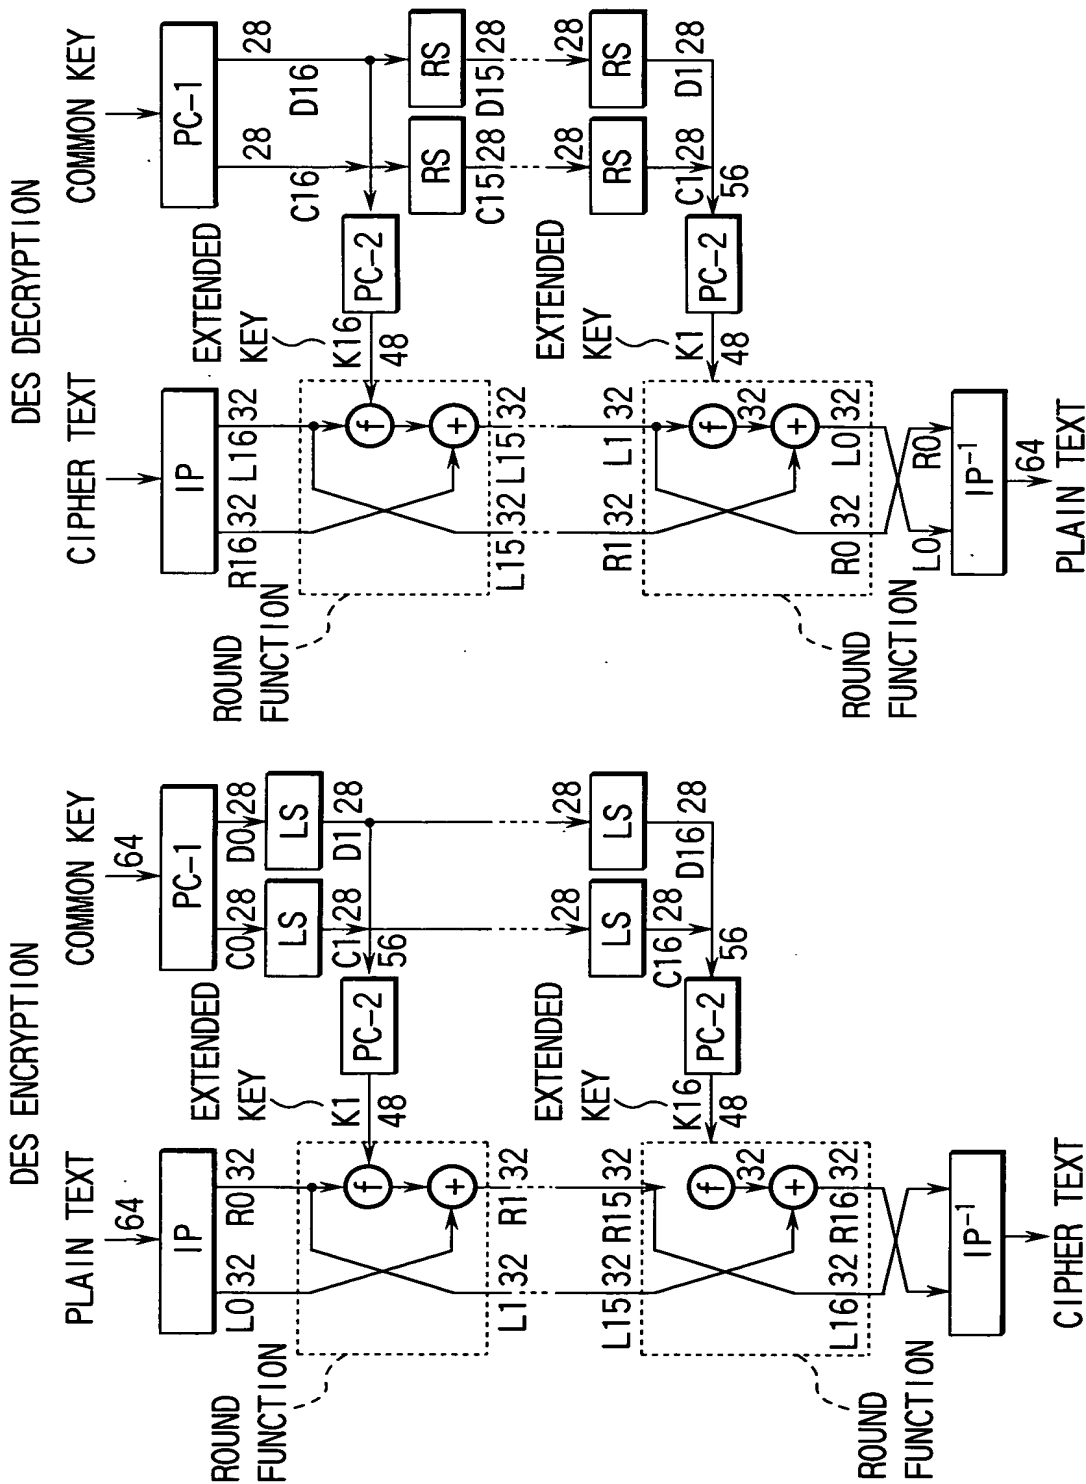 DES ENCRYPTION
PLAIN TEXT
64
COMMON KEY
64
IP
PC-1
L0 32
R0 32
C0 28
D0 28
LS
LS
EXTENDED
KEY
C1 28
D1 28
56
PC-2
K1
48
ROUND
FUNCTION
f
+
L1 32
R1 32
28
28
LS
LS
EXTENDED
KEY
C16 28
D16 28
56
PC-2
K16
48
L15 32
R15 32
f
32
+
L16 32
R16 32
ROUND
FUNCTION
IP-1
CIPHER TEXT
DES DECRYPTION
CIPHER TEXT
COMMON KEY
IP
PC-1
R16 32
L16 32
28
28
C16
D16
EXTENDED
KEY
PC-2
K16
48
RS
RS
C15 28
D15 28
ROUND
FUNCTION
f
+
L15 32
L15 32
28
28
RS
RS
EXTENDED
KEY
C1 28
D1 28
56
PC-2
K1
48
R1 32
L1 32
f
32
+
R0 32
L0 32
ROUND
FUNCTION
L0
R0
IP-1
64
PLAIN TEXT